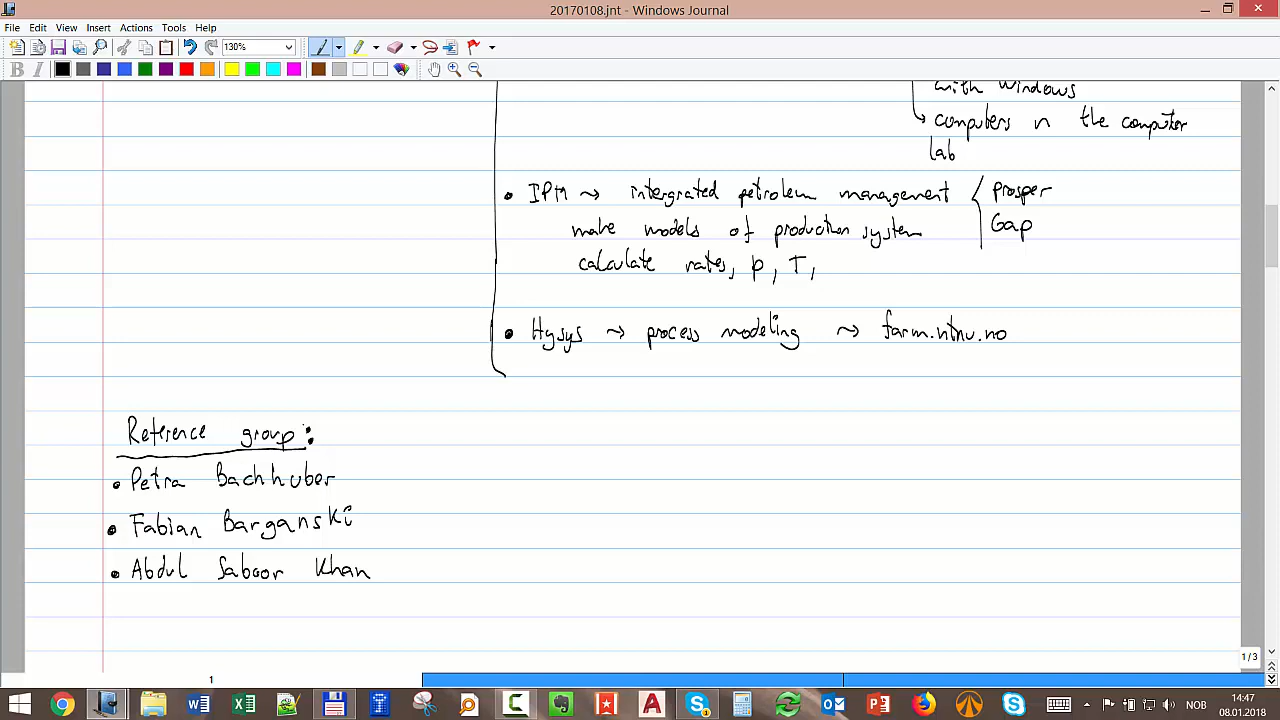 20170108.jnt - Windows Journal
File Edit View Insert Actions Tools Help
130%
B I
with Windows
computers in the computer
lab
• IPM ~> intergrated petroleum management { Prosper
make models of production system Gap
calculate rates, p, T,
• Hysys ~> process modeling ~> farm.ntnu.no
Reference group:
• Petra Bachhuber
• Fabian Barganski
• Abdul Saboor Khan
1/3
1
NOB
14:47
08.01.2018